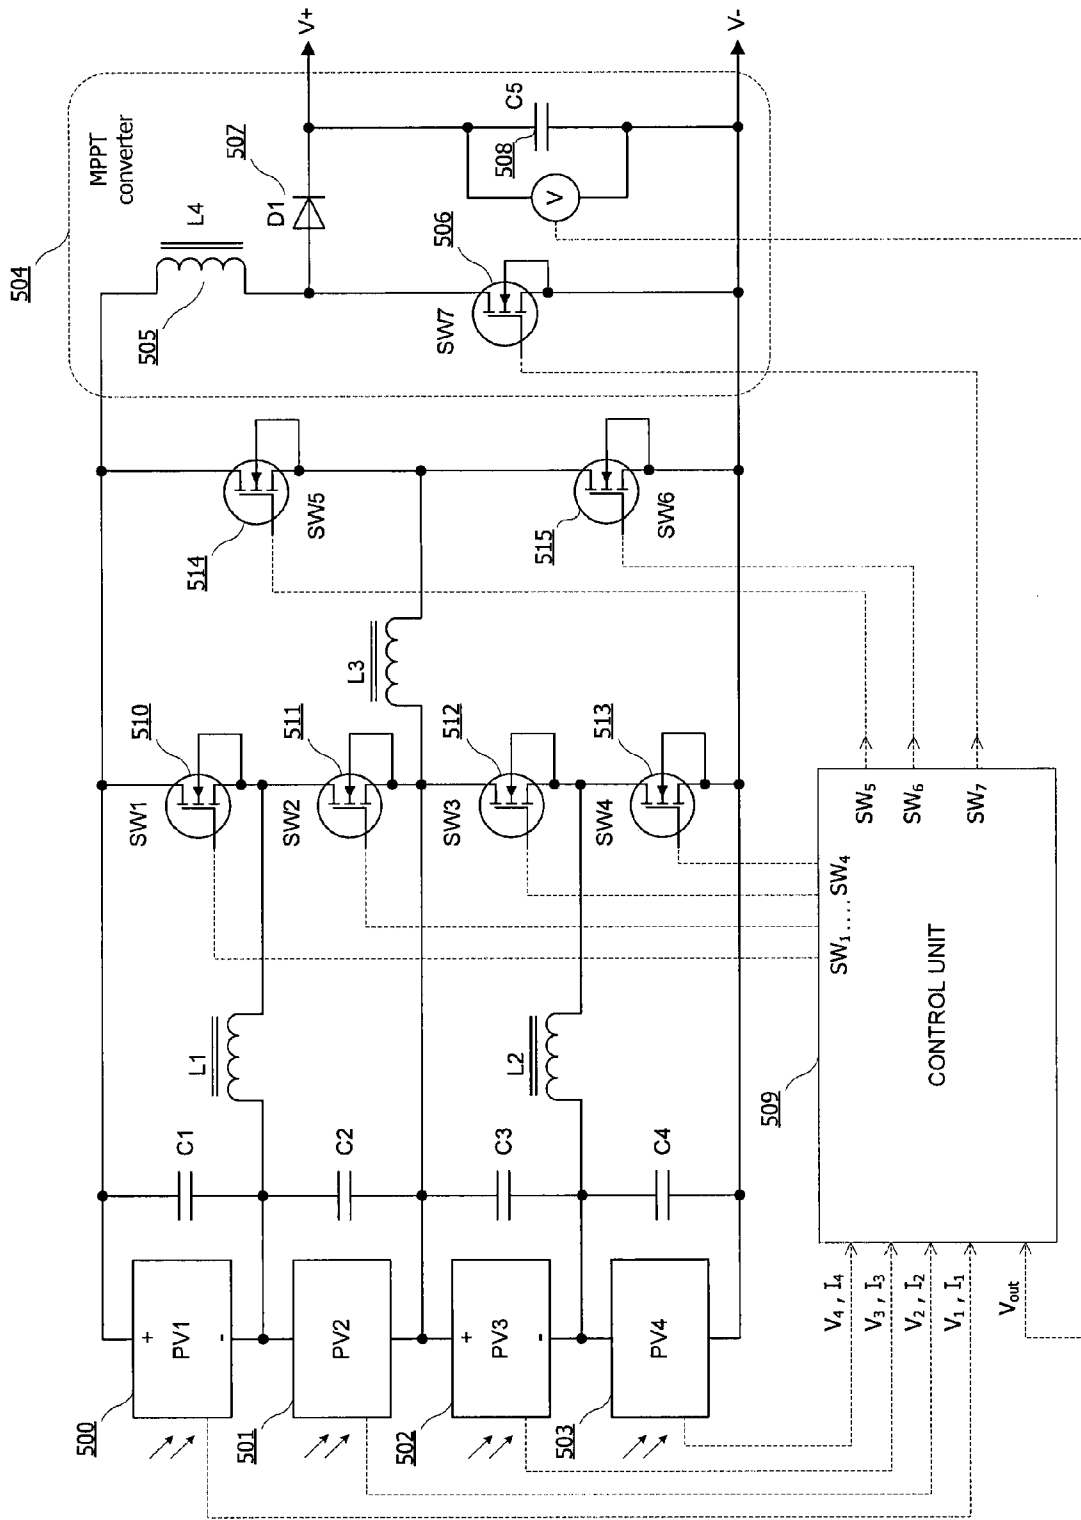 504
MPPT
converter
L4
505
D1
507
V+
C5
508
V
506
SW7
V-
514
SW5
515
SW6
L3
510
SW1
511
SW2
512
SW3
513
SW4
L1
L2
C1
C2
C3
C4
500
+
PV1
-
501
PV2
502
+
PV3
-
503
PV4
509
CONTROL UNIT
SW₁.... SW₄
SW₅
SW₆
SW₇
V₄ , I₄
V₃ , I₃
V₂ , I₂
V₁ , I₁
Vout